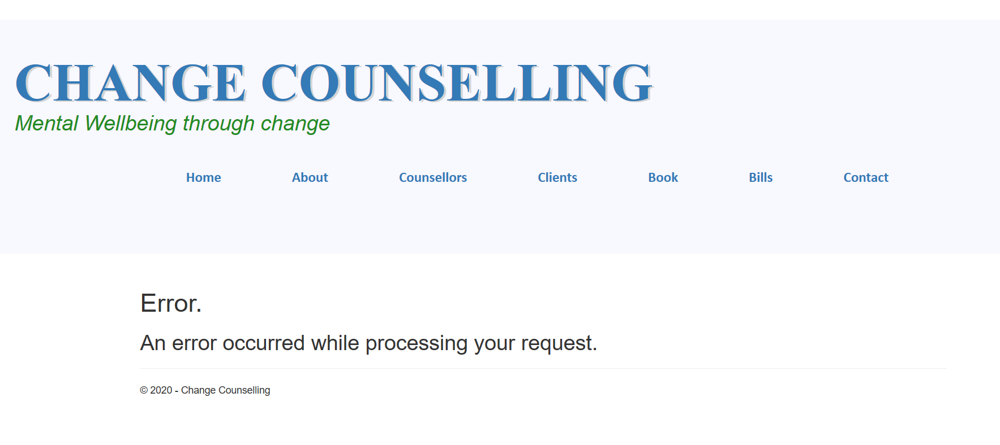 CHANGE COUNSELLING
Mental Wellbeing through change
Home About Counsellors Clients Book Bills Contact
Error.
An error occurred while processing your request.
© 2020 - Change Counselling